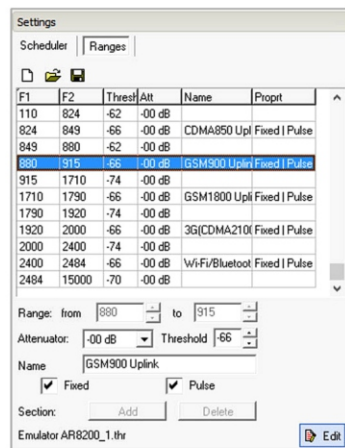 Settings
Scheduler Ranges
F1 F2 Thresh Att Name Proprt
110 824 -62 -00 dB
824 849 -66 -00 dB CDMA850 Upl Fixed | Pulse
849 880 -62 -00 dB
880 915 -66 -00 dB GSM900 Uplin Fixed | Pulse
915 1710 -74 -00 dB
1710 1790 -66 -00 dB GSM1800 Upli Fixed | Pulse
1790 1920 -74 -00 dB
1920 2000 -66 -00 dB 3G(CDMA210( Fixed | Pulse
2000 2400 -74 -00 dB
2400 2484 -66 -00 dB Wi-Fi/Bluetoot Fixed | Pulse
2484 15000 -70 -00 dB
Range: from 880 to 915
Attenuator: -00 dB Threshold -66
Name GSM900 Uplink
Fixed Pulse
Section: Add Delete
Emulator AR8200_1.thr Edit